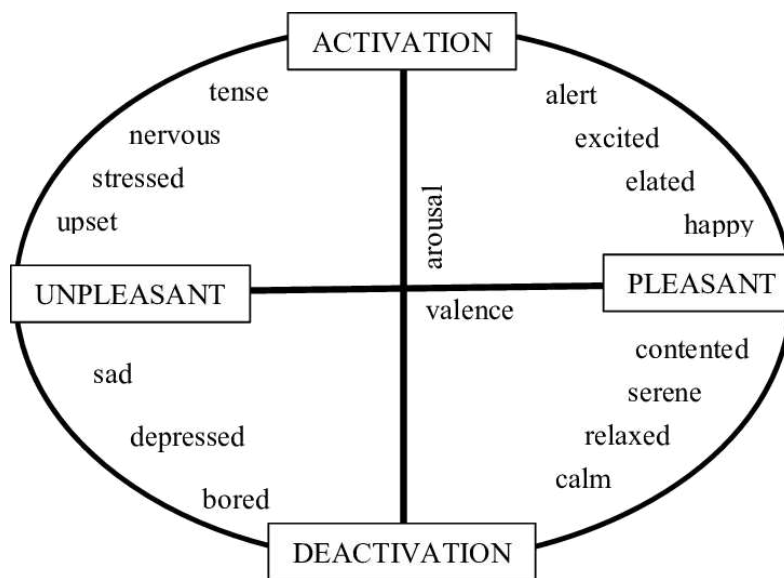 ACTIVATION
tense
alert
nervous
excited
stressed
elated
upset
happy
arousal
UNPLEASANT
PLEASANT
valence
sad
contented
serene
depressed
relaxed
bored
calm
DEACTIVATION